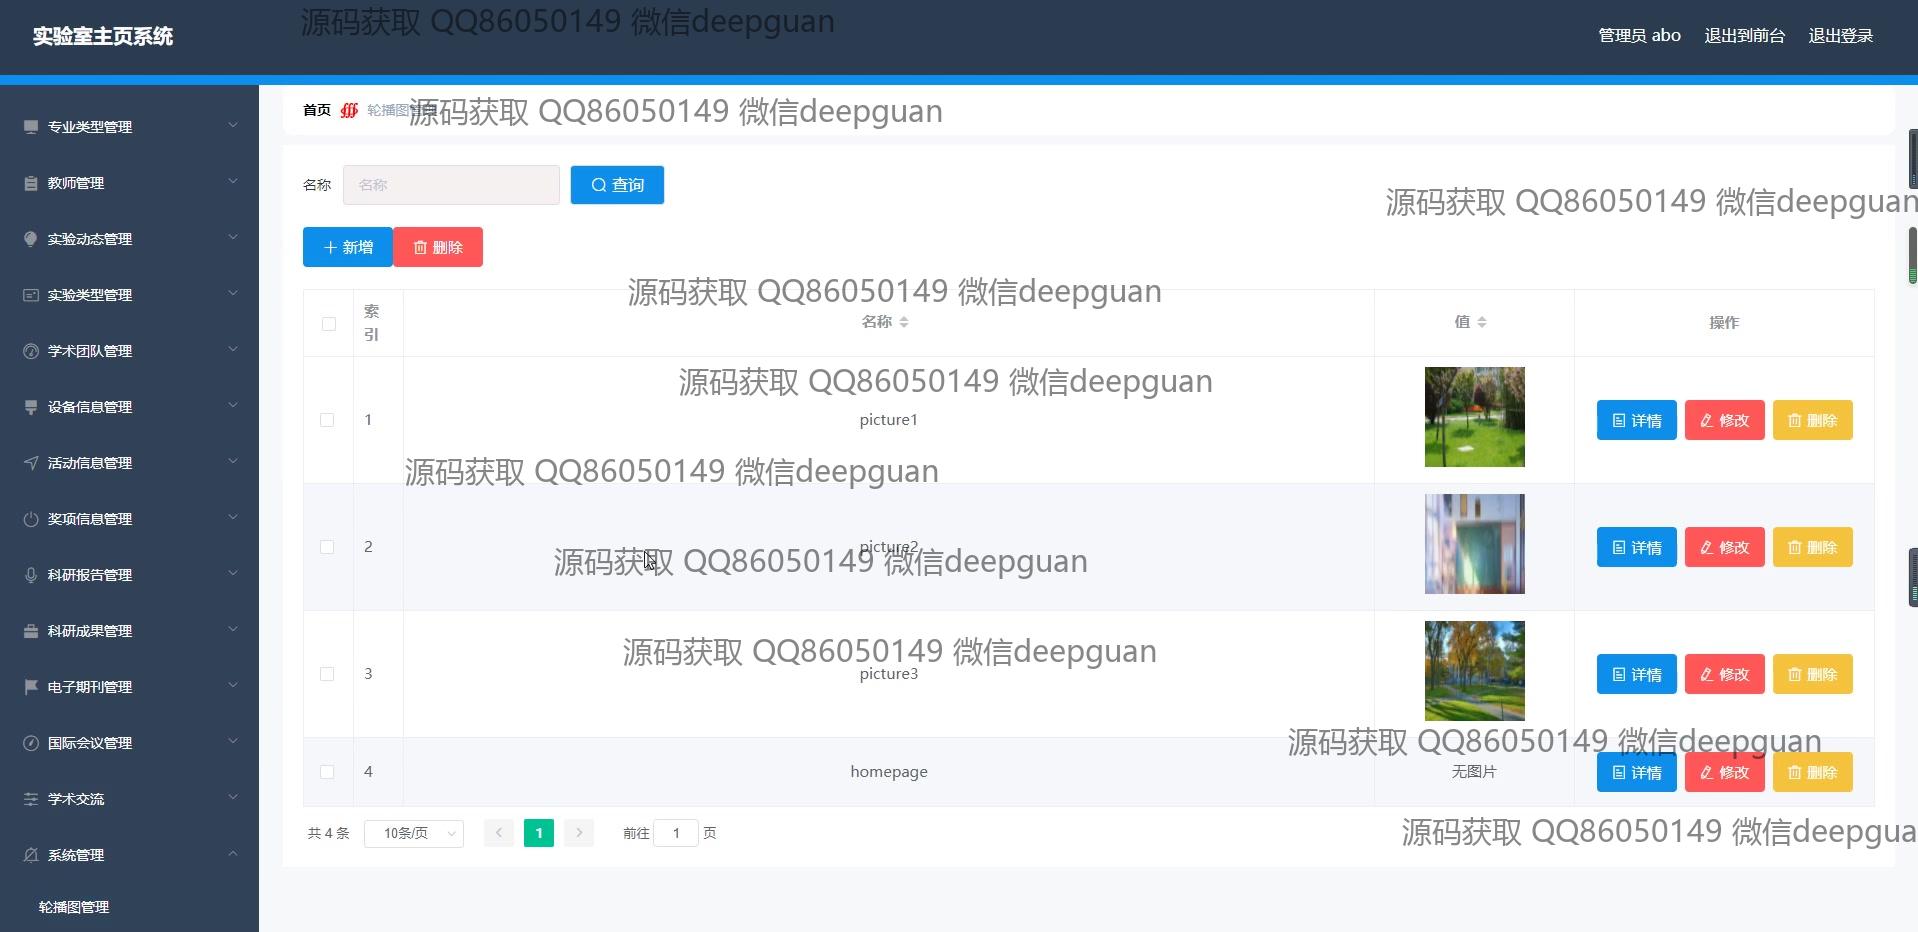 源码获取 QQ86050149 微信deepguan
实验室主页系统
管理员 abo 退出到前台 退出登录
首页 轮播图管理
源码获取 QQ86050149 微信deepguan
专业类型管理
教师管理
实验动态管理
实验类型管理
学术团队管理
设备信息管理
活动信息管理
奖项信息管理
科研报告管理
科研成果管理
电子期刊管理
国际会议管理
学术交流
系统管理
轮播图管理
名称 名称 查询
源码获取 QQ86050149 微信deepguan
新增 删除
源码获取 QQ86050149 微信deepguan
索引 名称 值 操作
源码获取 QQ86050149 微信deepguan
1 picture1 详情 修改 删除
源码获取 QQ86050149 微信deepguan
2 picture2 详情 修改 删除
源码获取 QQ86050149 微信deepguan
源码获取 QQ86050149 微信deepguan
3 picture3 详情 修改 删除
源码获取 QQ86050149 微信deepguan
4 homepage 无图片 详情 修改 删除
共 4 条 10条/页 1 前往 1 页
源码获取 QQ86050149 微信deepgua